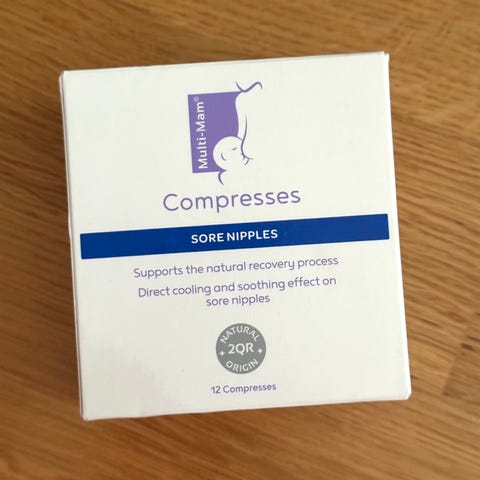 Multi-Mam©
Compresses
SORE NIPPLES
Supports the natural recovery process
Direct cooling and soothing effect on
sore nipples
NATURAL
+ 2QR +
ORIGIN
12 Compresses